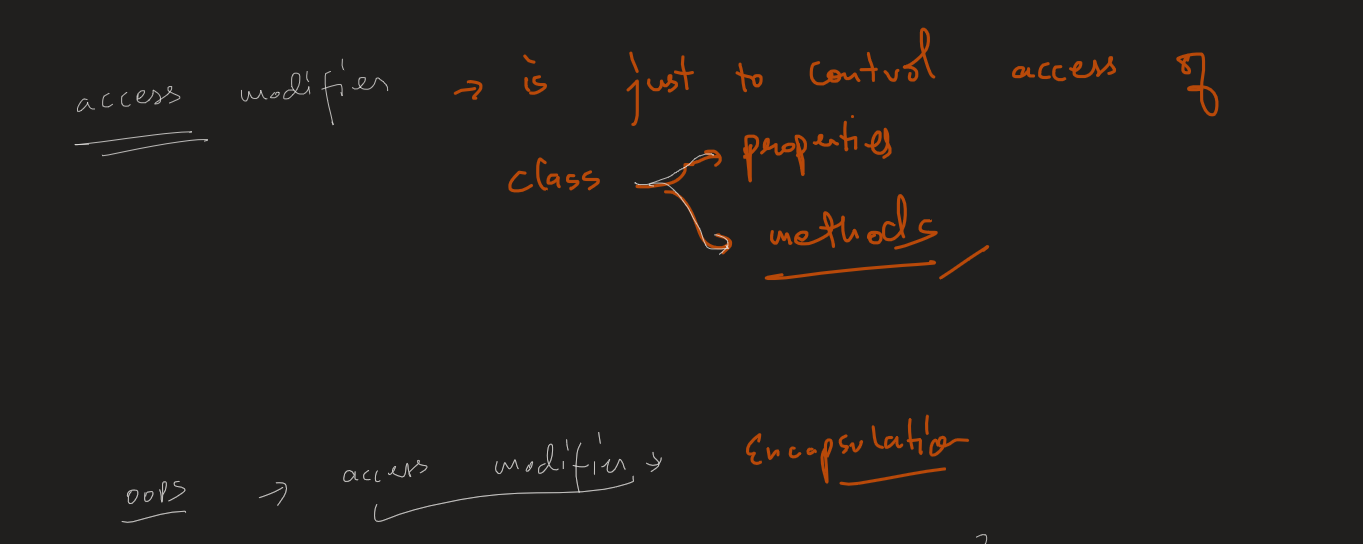 access modifier → is just to control access of
class → properties
→ methods
oops → access modifier → Encapsulation